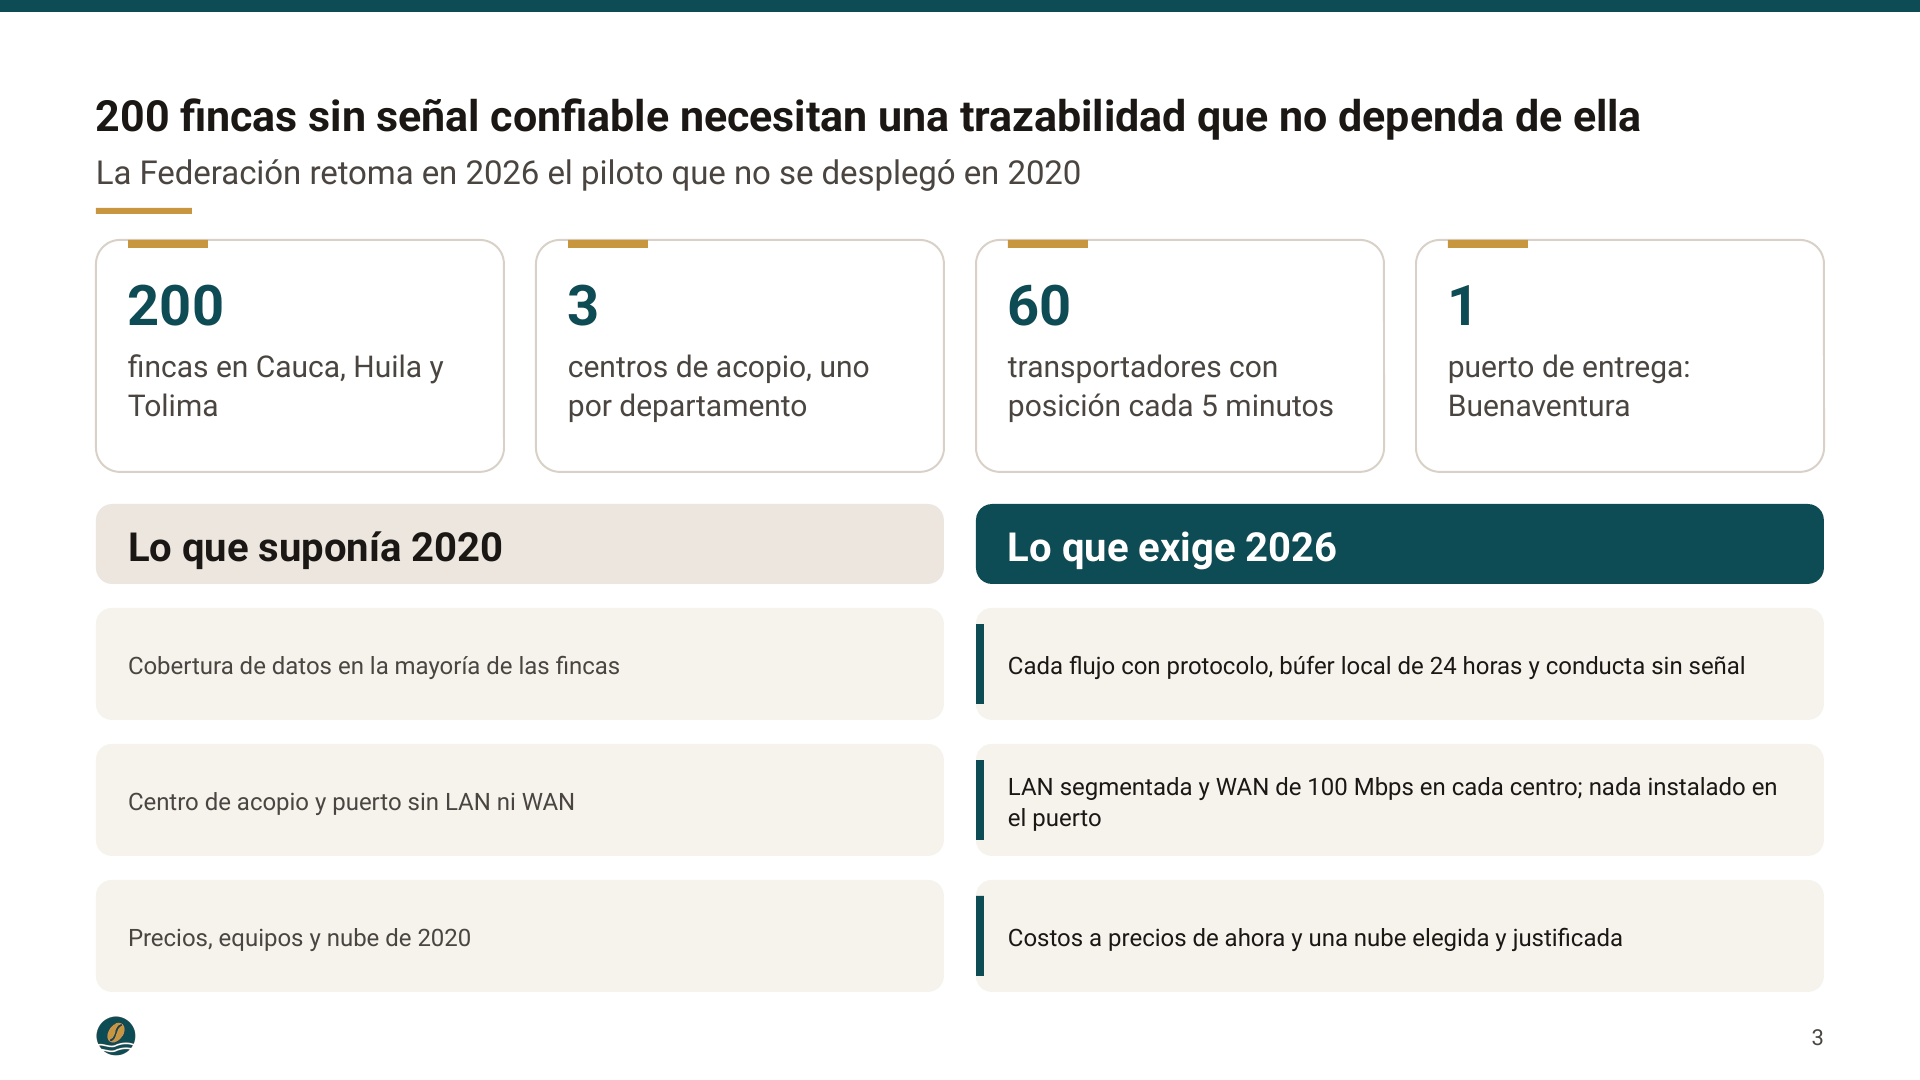 200 fincas sin señal confiable necesitan una trazabilidad que no dependa de ella
La Federación retoma en 2026 el piloto que no se desplegó en 2020
200
fincas en Cauca, Huila y
Tolima
3
centros de acopio, uno
por departamento
60
transportadores con
posición cada 5 minutos
1
puerto de entrega:
Buenaventura
Lo que suponía 2020
Lo que exige 2026
Cobertura de datos en la mayoría de las fincas
Cada flujo con protocolo, búfer local de 24 horas y conducta sin señal
Centro de acopio y puerto sin LAN ni WAN
LAN segmentada y WAN de 100 Mbps en cada centro; nada instalado en
el puerto
Precios, equipos y nube de 2020
Costos a precios de ahora y una nube elegida y justificada
3